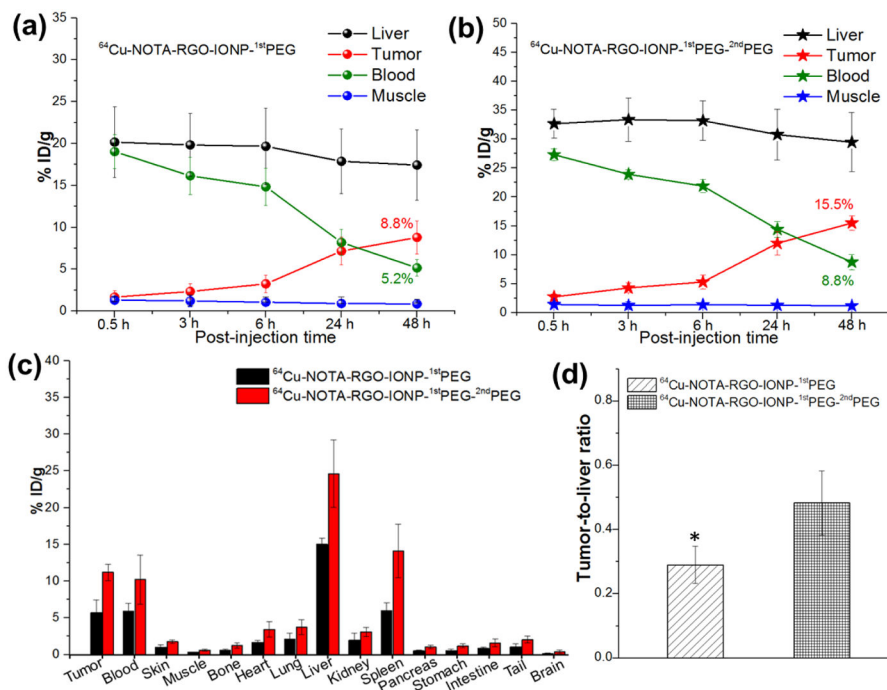 (a)
⁶⁴Cu-NOTA-RGO-IONP-¹ˢᵗPEG
Liver
Tumor
Blood
Muscle
% ID/g
35
30
25
20
15
10
5
0
8.8%
5.2%
0.5 h 3 h 6 h 24 h 48 h
Post-injection time
(b)
⁶⁴Cu-NOTA-RGO-IONP-¹ˢᵗPEG-²ⁿᵈPEG
Liver
Tumor
Blood
Muscle
% ID/g
50
45
40
35
30
25
20
15
10
5
0
15.5%
8.8%
0.5 h 3 h 6 h 24 h 48 h
Post-injection time
(c)
⁶⁴Cu-NOTA-RGO-IONP-¹ˢᵗPEG
⁶⁴Cu-NOTA-RGO-IONP-¹ˢᵗPEG-²ⁿᵈPEG
% ID/g
40
35
30
25
20
15
10
5
0
Tumor Blood Skin Muscle Bone Heart Lung Liver Kidney Spleen Pancreas Stomach Intestine Tail Brain
(d)
⁶⁴Cu-NOTA-RGO-IONP-¹ˢᵗPEG
⁶⁴Cu-NOTA-RGO-IONP-¹ˢᵗPEG-²ⁿᵈPEG
Tumor-to-liver ratio
0.8
0.6
0.4
0.2
0.0
*